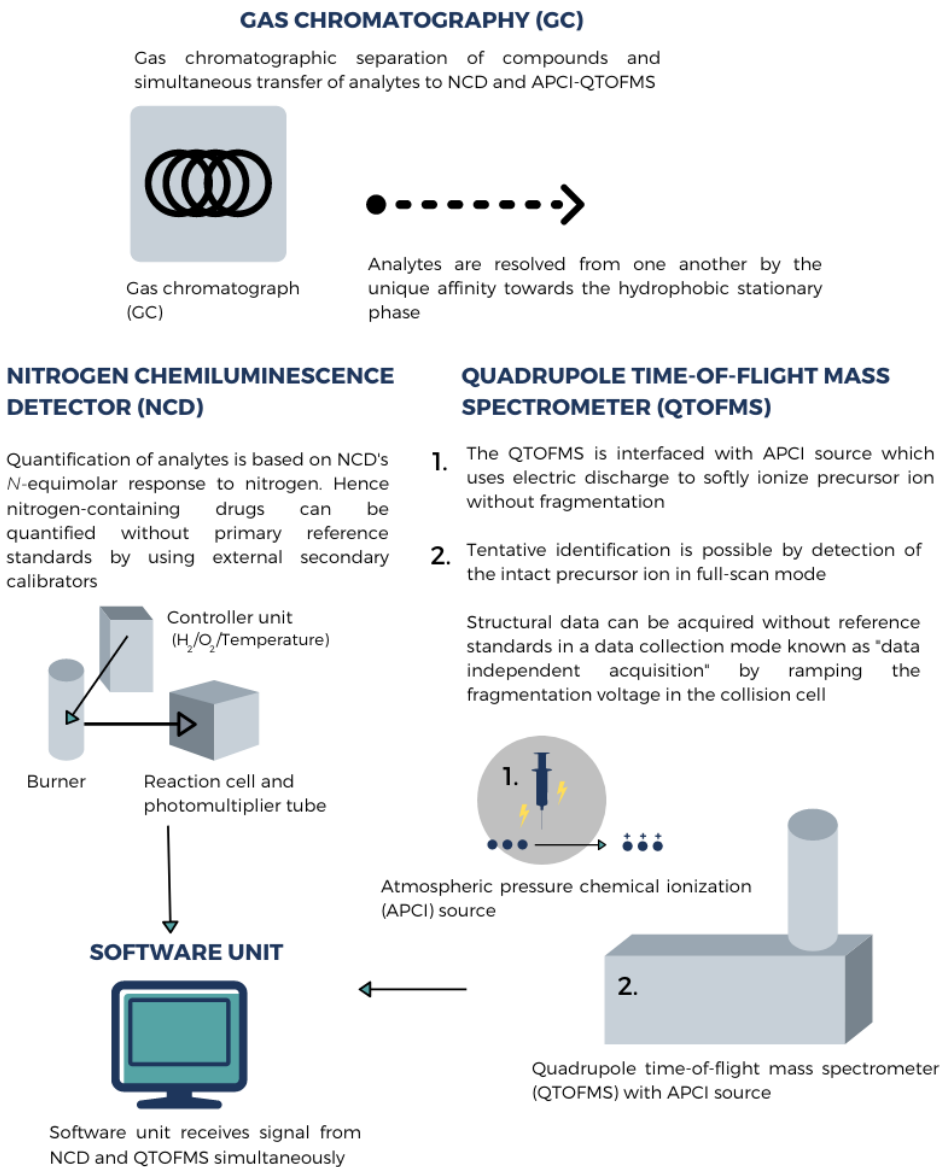 GAS CHROMATOGRAPHY (GC)
Gas chromatographic separation of compounds and
simultaneous transfer of analytes to NCD and APCI-QTOFMS
Gas chromatograph
(GC)
Analytes are resolved from one another by the
unique affinity towards the hydrophobic stationary
phase
NITROGEN CHEMILUMINESCENCE
DETECTOR (NCD)
Quantification of analytes is based on NCD's
N-equimolar response to nitrogen. Hence
nitrogen-containing drugs can be
quantified without primary reference
standards by using external secondary
calibrators
Controller unit
(H₂/O₂/Temperature)
Burner
Reaction cell and
photomultiplier tube
QUADRUPOLE TIME-OF-FLIGHT MASS
SPECTROMETER (QTOFMS)
1. The QTOFMS is interfaced with APCI source which
uses electric discharge to softly ionize precursor ion
without fragmentation
2. Tentative identification is possible by detection of
the intact precursor ion in full-scan mode
Structural data can be acquired without reference
standards in a data collection mode known as "data
independent acquisition" by ramping the
fragmentation voltage in the collision cell
1.
+ + +
Atmospheric pressure chemical ionization
(APCI) source
2.
Quadrupole time-of-flight mass spectrometer
(QTOFMS) with APCI source
SOFTWARE UNIT
Software unit receives signal from
NCD and QTOFMS simultaneously